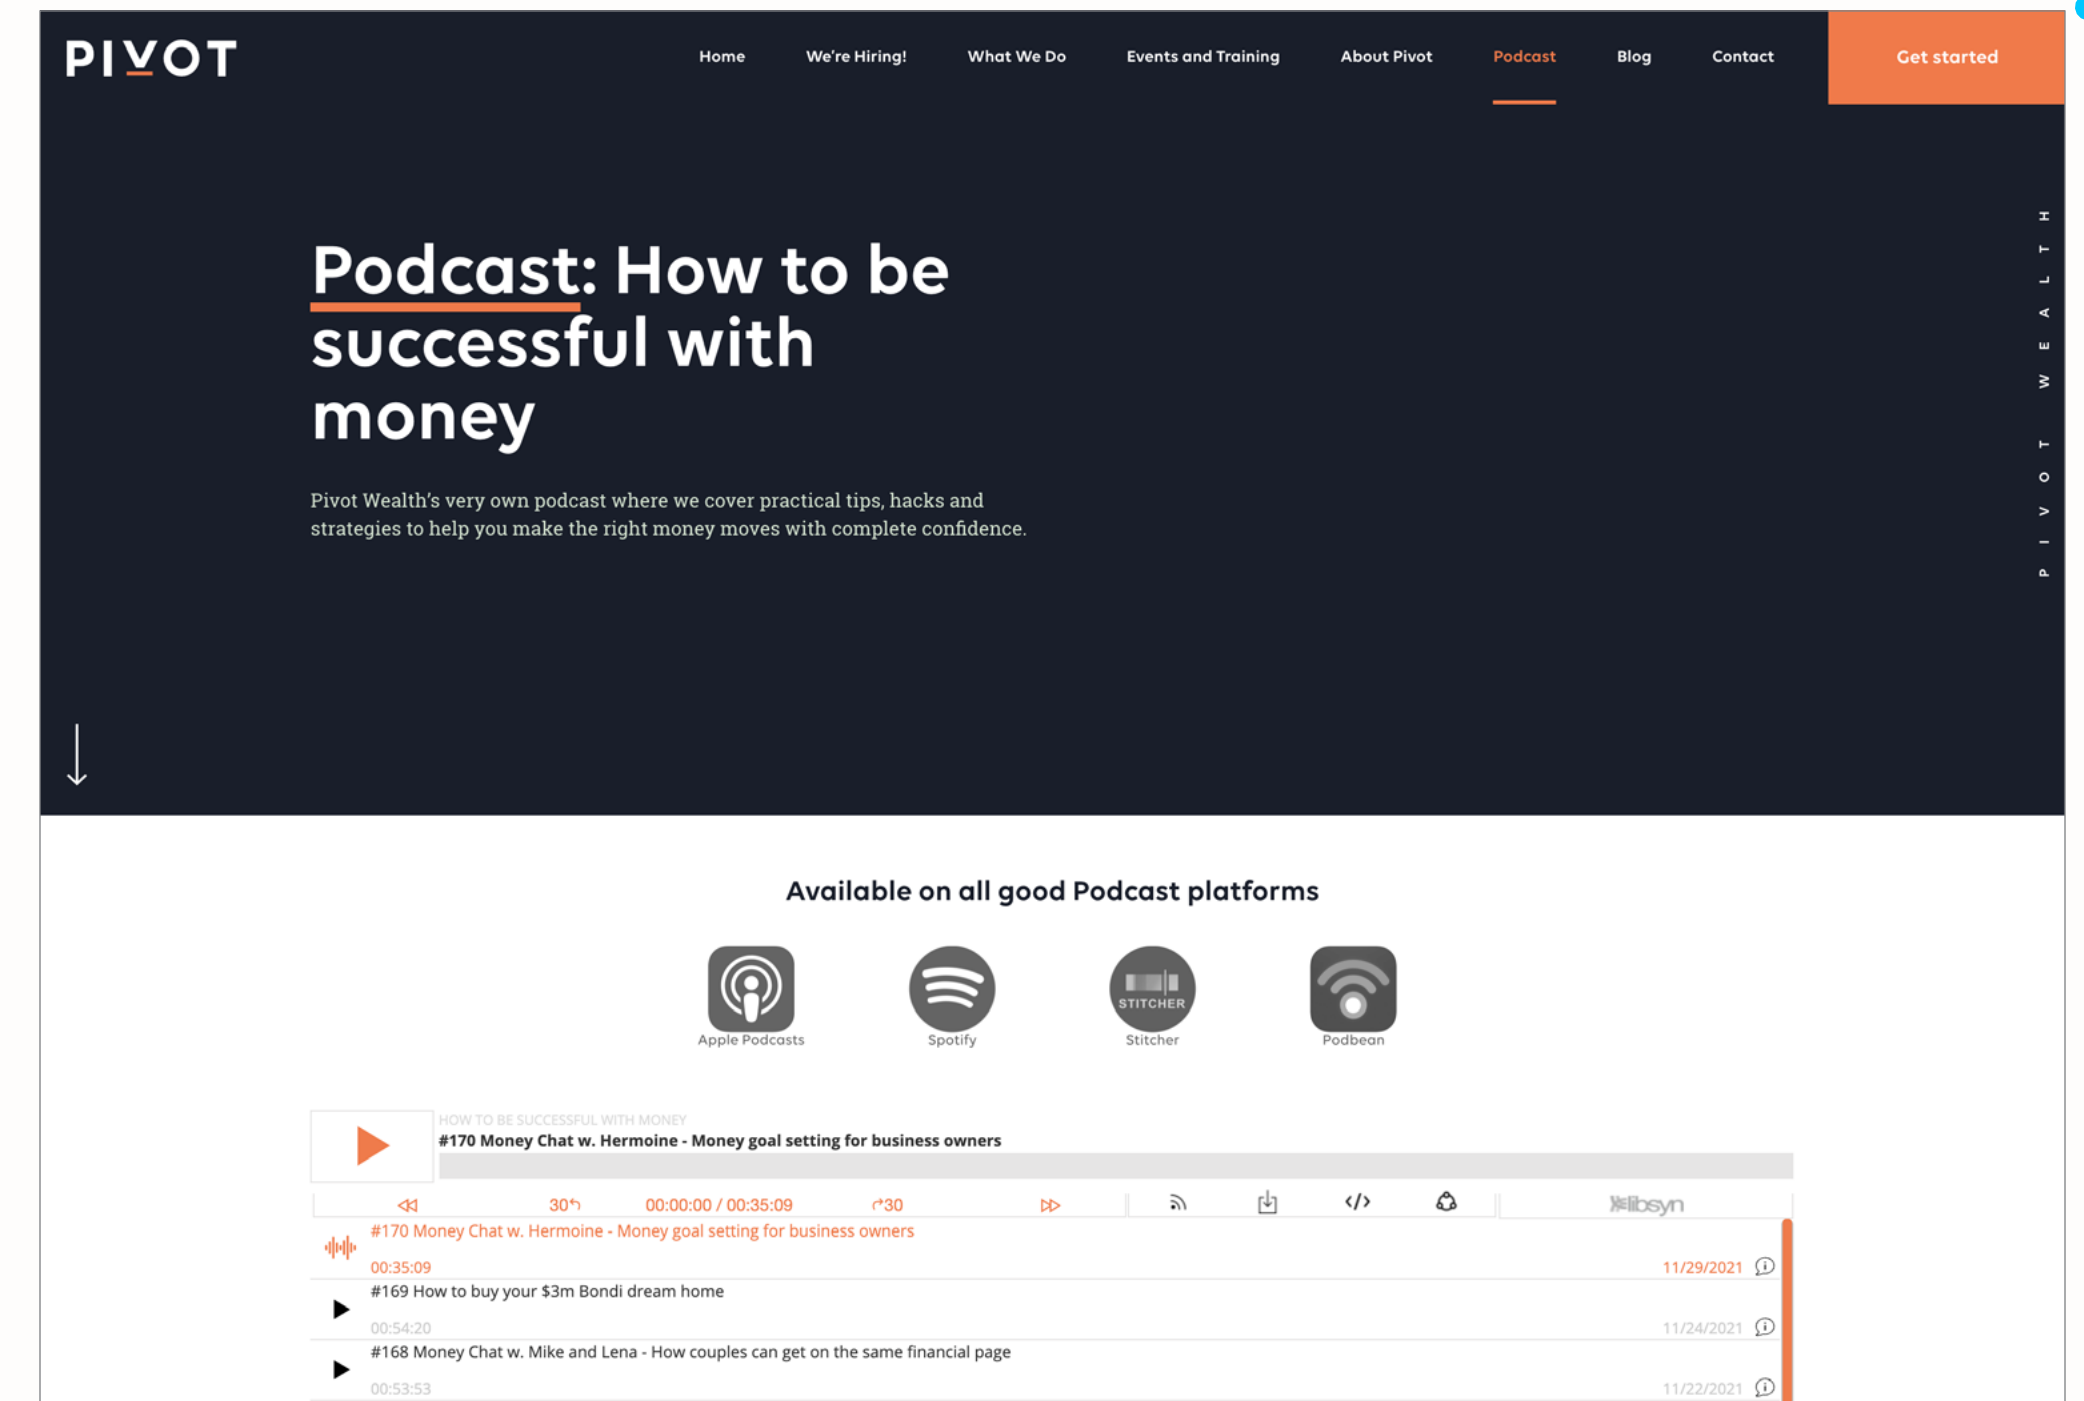 PIVOT
Home We're Hiring! What We Do Events and Training About Pivot Podcast Blog Contact Get started
Podcast: How to be
successful with
money
Pivot Wealth’s very own podcast where we cover practical tips, hacks and
strategies to help you make the right money moves with complete confidence.
PIVOT WEALTH
Available on all good Podcast platforms
STITCHER
Apple Podcasts Spotify Stitcher Podbean
HOW TO BE SUCCESSFUL WITH MONEY
#170 Money Chat w. Hermoine - Money goal setting for business owners
30 00:00:00 / 00:35:09 30 </> libsyn
#170 Money Chat w. Hermoine - Money goal setting for business owners
00:35:09 11/29/2021
#169 How to buy your $3m Bondi dream home
00:54:20 11/24/2021
#168 Money Chat w. Mike and Lena - How couples can get on the same financial page
00:53:53 11/22/2021